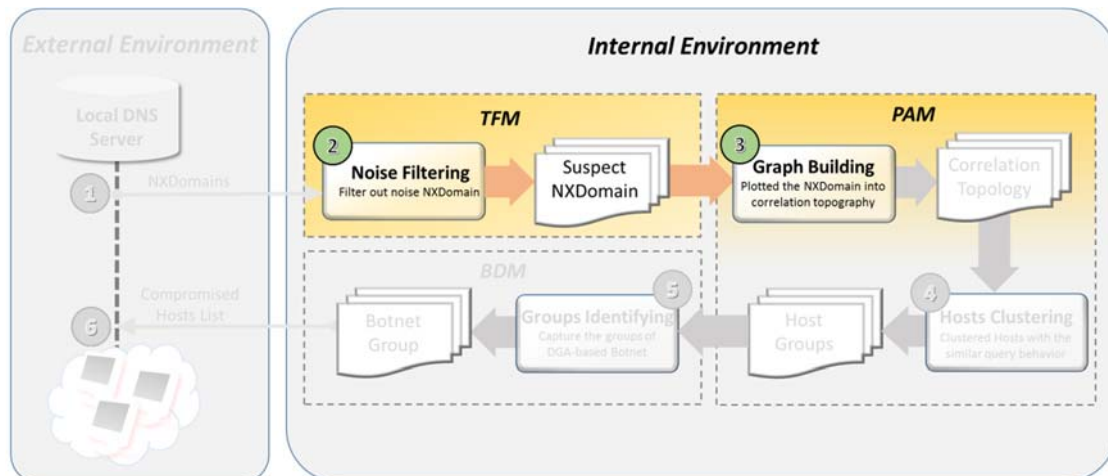 External Environment
Internal Environment
Local DNS
Server
TFM
PAM
2
Noise Filtering
Filter out noise NXDomain
Suspect
NXDomain
3
Graph Building
Plotted the NXDomain into
correlation topography
Correlation
Topology
1
NXDomains
BDM
6
Compromised
Hosts List
Botnet
Group
5
Groups Identifying
Capture the groups of
DGA-based Botnet
Host
Groups
4
Hosts Clustering
Clustered Hosts with the
similar query behavior